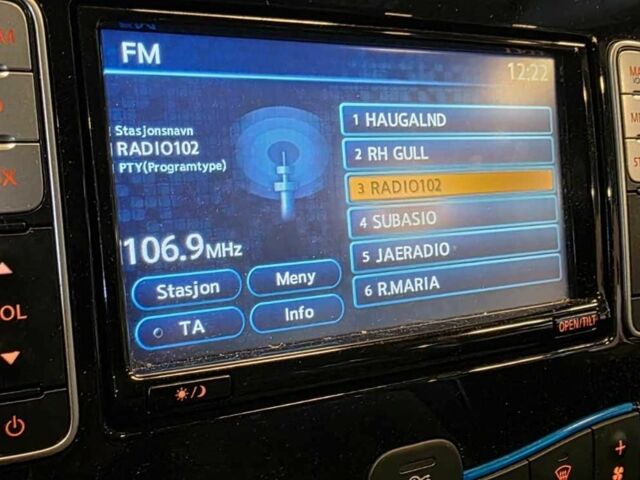 FM
12:22
Stasjonsnavn
RADIO102
PTY(Programtype)
106.9MHz
Stasjon
Meny
TA
Info
1 HAUGALND
2 RH GULL
3 RADIO102
4 SUBASIO
5 JAERADIO
6 R.MARIA
OPEN/TILT